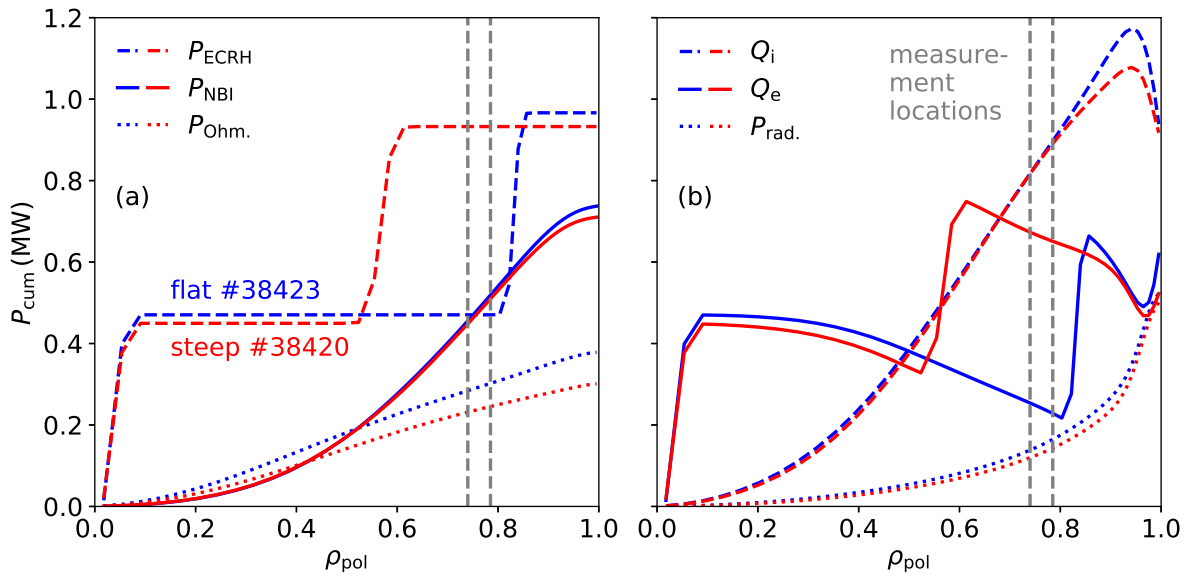 P_cum (MW)
1.2
1.0
0.8
0.6
0.4
0.2
0.0
P_ECRH
P_NBI
P_Ohm.
(a)
flat #38423
steep #38420
0.0 0.2 0.4 0.6 0.8 1.0
ρ_pol
Q_i
Q_e
P_rad.
measure-
ment
locations
(b)
0.0 0.2 0.4 0.6 0.8 1.0
ρ_pol